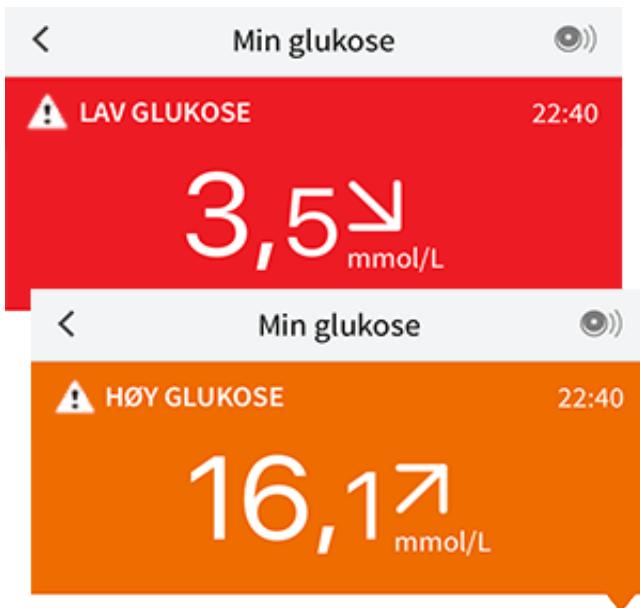 Min glukose
LAV GLUKOSE 22:40
3,5
mmol/L
Min glukose
HØY GLUKOSE 22:40
16,1
mmol/L